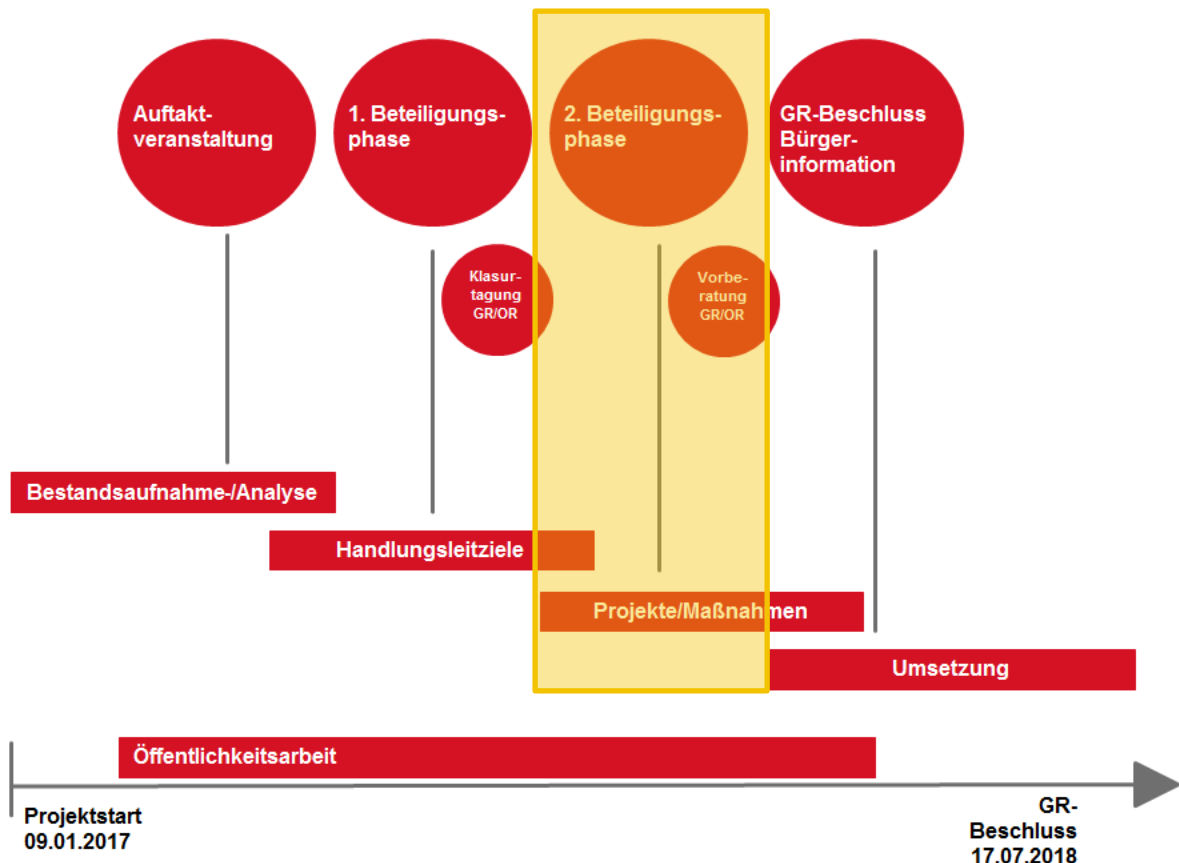 Auftakt-
veranstaltung
1. Beteiligungs-
phase
2. Beteiligungs-
phase
GR-Beschluss
Bürger-
information
Klasur-
tagung
GR/OR
Vorbe-
ratung
GR/OR
Bestandsaufnahme-/Analyse
Handlungsleitziele
Projekte/Maßnahmen
Umsetzung
Öffentlichkeitsarbeit
Projektstart
09.01.2017
GR-
Beschluss
17.07.2018